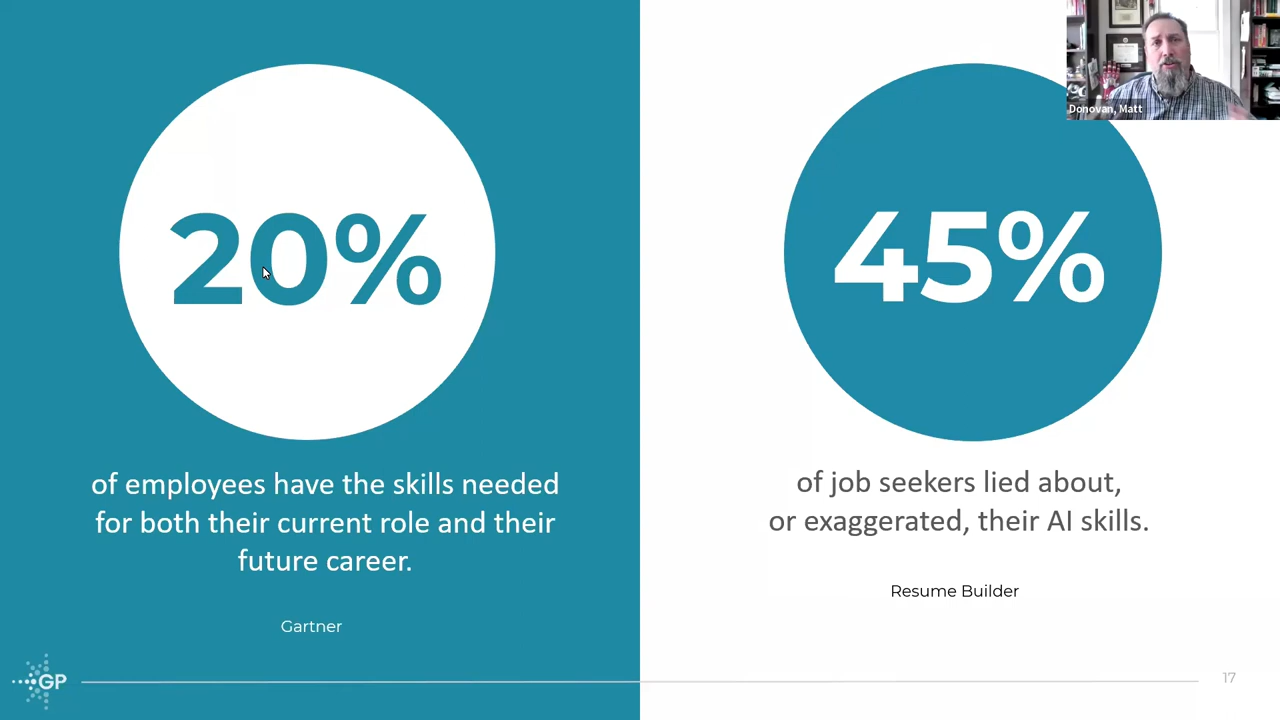 20%
of employees have the skills needed
for both their current role and their
future career.
Gartner
45%
of job seekers lied about,
or exaggerated, their AI skills.
Resume Builder
Donovan, Matt
GP
17